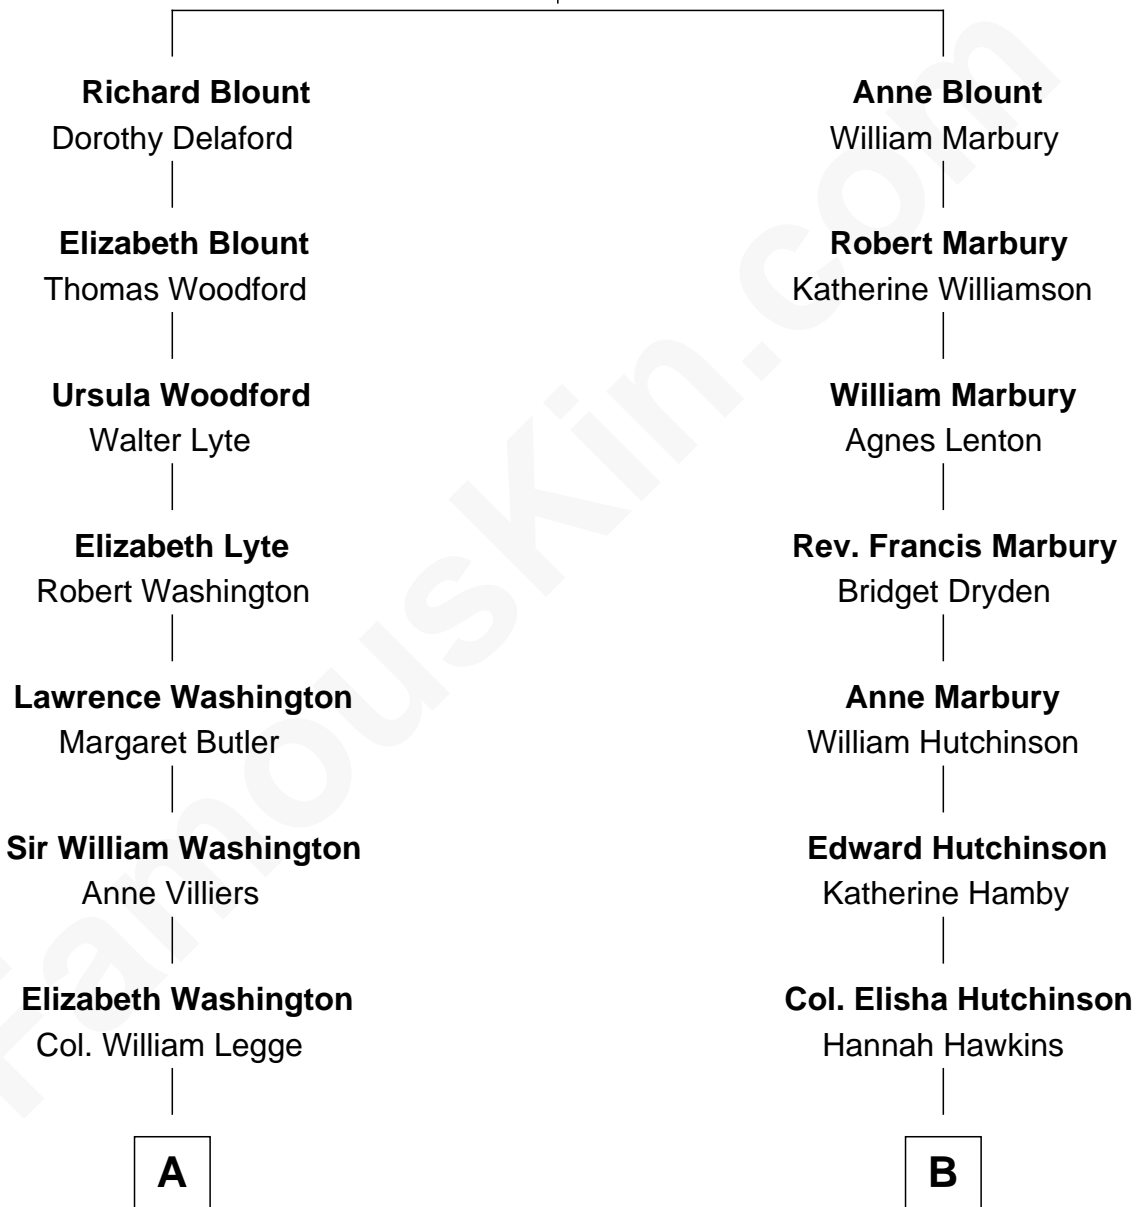 Richard Blount
Dorothy Delaford
Elizabeth Blount
Thomas Woodford
Ursula Woodford
Walter Lyte
Elizabeth Lyte
Robert Washington
Lawrence Washington
Margaret Butler
Sir William Washington
Anne Villiers
Elizabeth Washington
Col. William Legge
A
Anne Blount
William Marbury
Robert Marbury
Katherine Williamson
William Marbury
Agnes Lenton
Rev. Francis Marbury
Bridget Dryden
Anne Marbury
William Hutchinson
Edward Hutchinson
Katherine Hamby
Col. Elisha Hutchinson
Hannah Hawkins
B
FamousKin.com